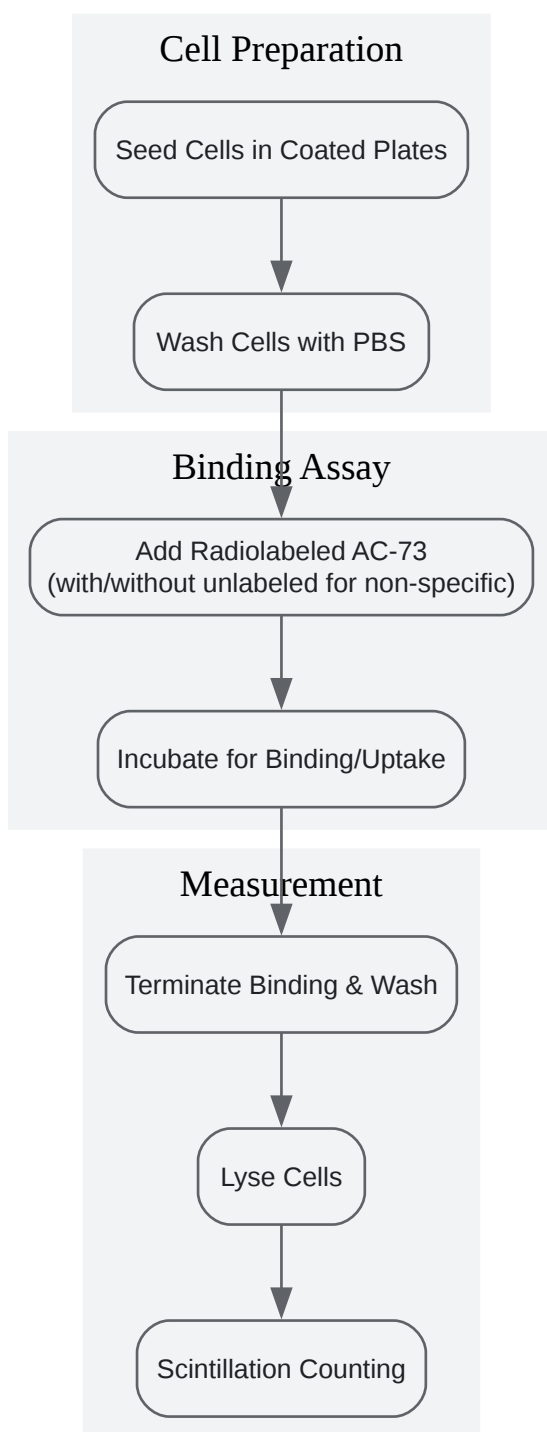 Cell Preparation
Seed Cells in Coated Plates
Wash Cells with PBS
Binding Assay
Add Radiolabeled AC-73
(with/without unlabeled for non-specific)
Incubate for Binding/Uptake
Measurement
Terminate Binding & Wash
Lyse Cells
Scintillation Counting